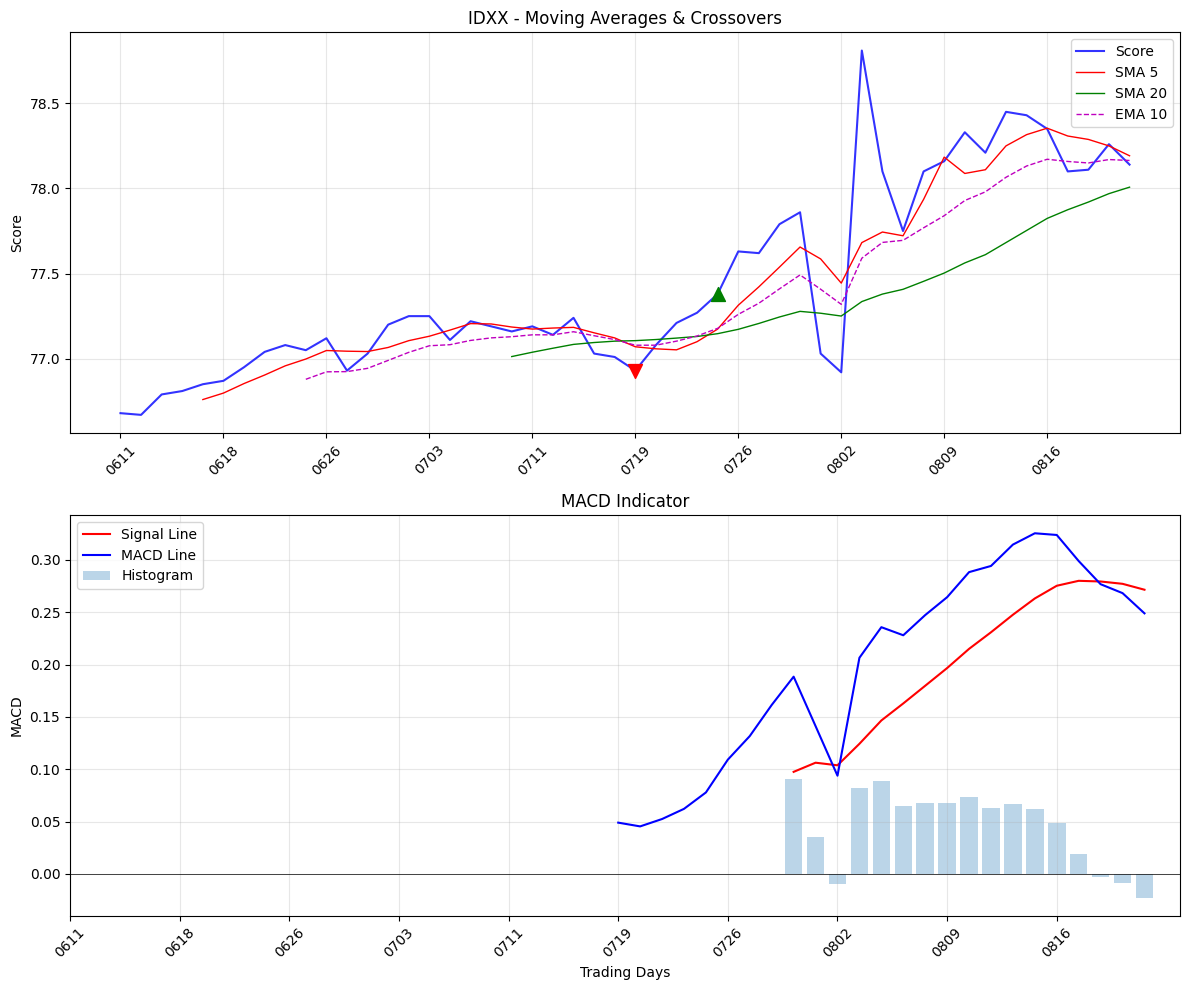 IDXX - Moving Averages & Crossovers
Score
SMA 5
SMA 20
EMA 10
Score
78.5
78.0
77.5
77.0
0611 0618 0626 0703 0711 0719 0726 0802 0809 0816
MACD Indicator
Signal Line
MACD Line
Histogram
MACD
0.30
0.25
0.20
0.15
0.10
0.05
0.00
0611 0618 0626 0703 0711 0719 0726 0802 0809 0816
Trading Days